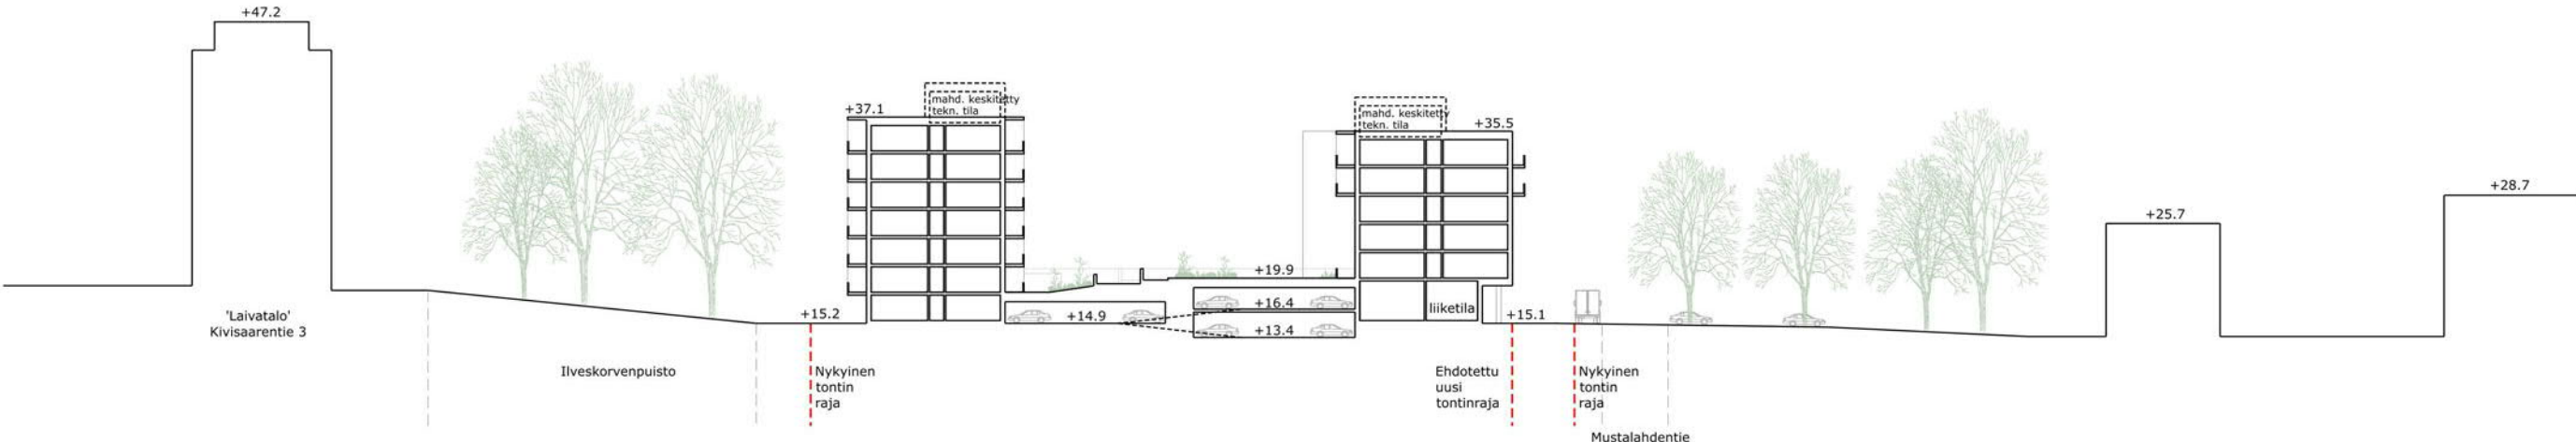 +47.2
mahd. keskitetty
tekn. tila
+37.1
mahd. keskitetty
tekn. tila
+35.5
+28.7
+25.7
+19.9
+16.4
liiketila
'Laivatalo'
Kivisaarentie 3
+15.2
+14.9
+15.1
+13.4
Ilveskorvenpuisto
Nykyinen
tontin
raja
Ehdotettu
uusi
tontinraja
Nykyinen
tontin
raja
Mustalahdentie